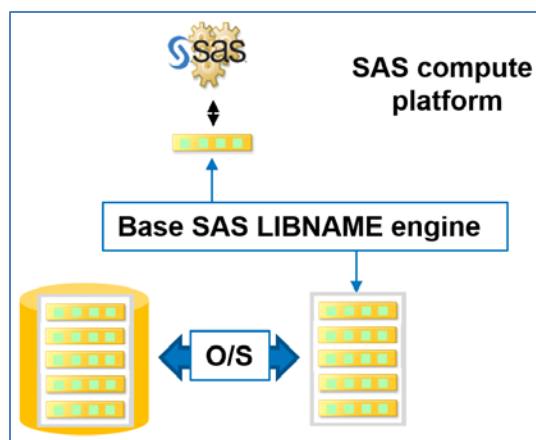 sas
SAS compute
platform
Base SAS LIBNAME engine
O/S